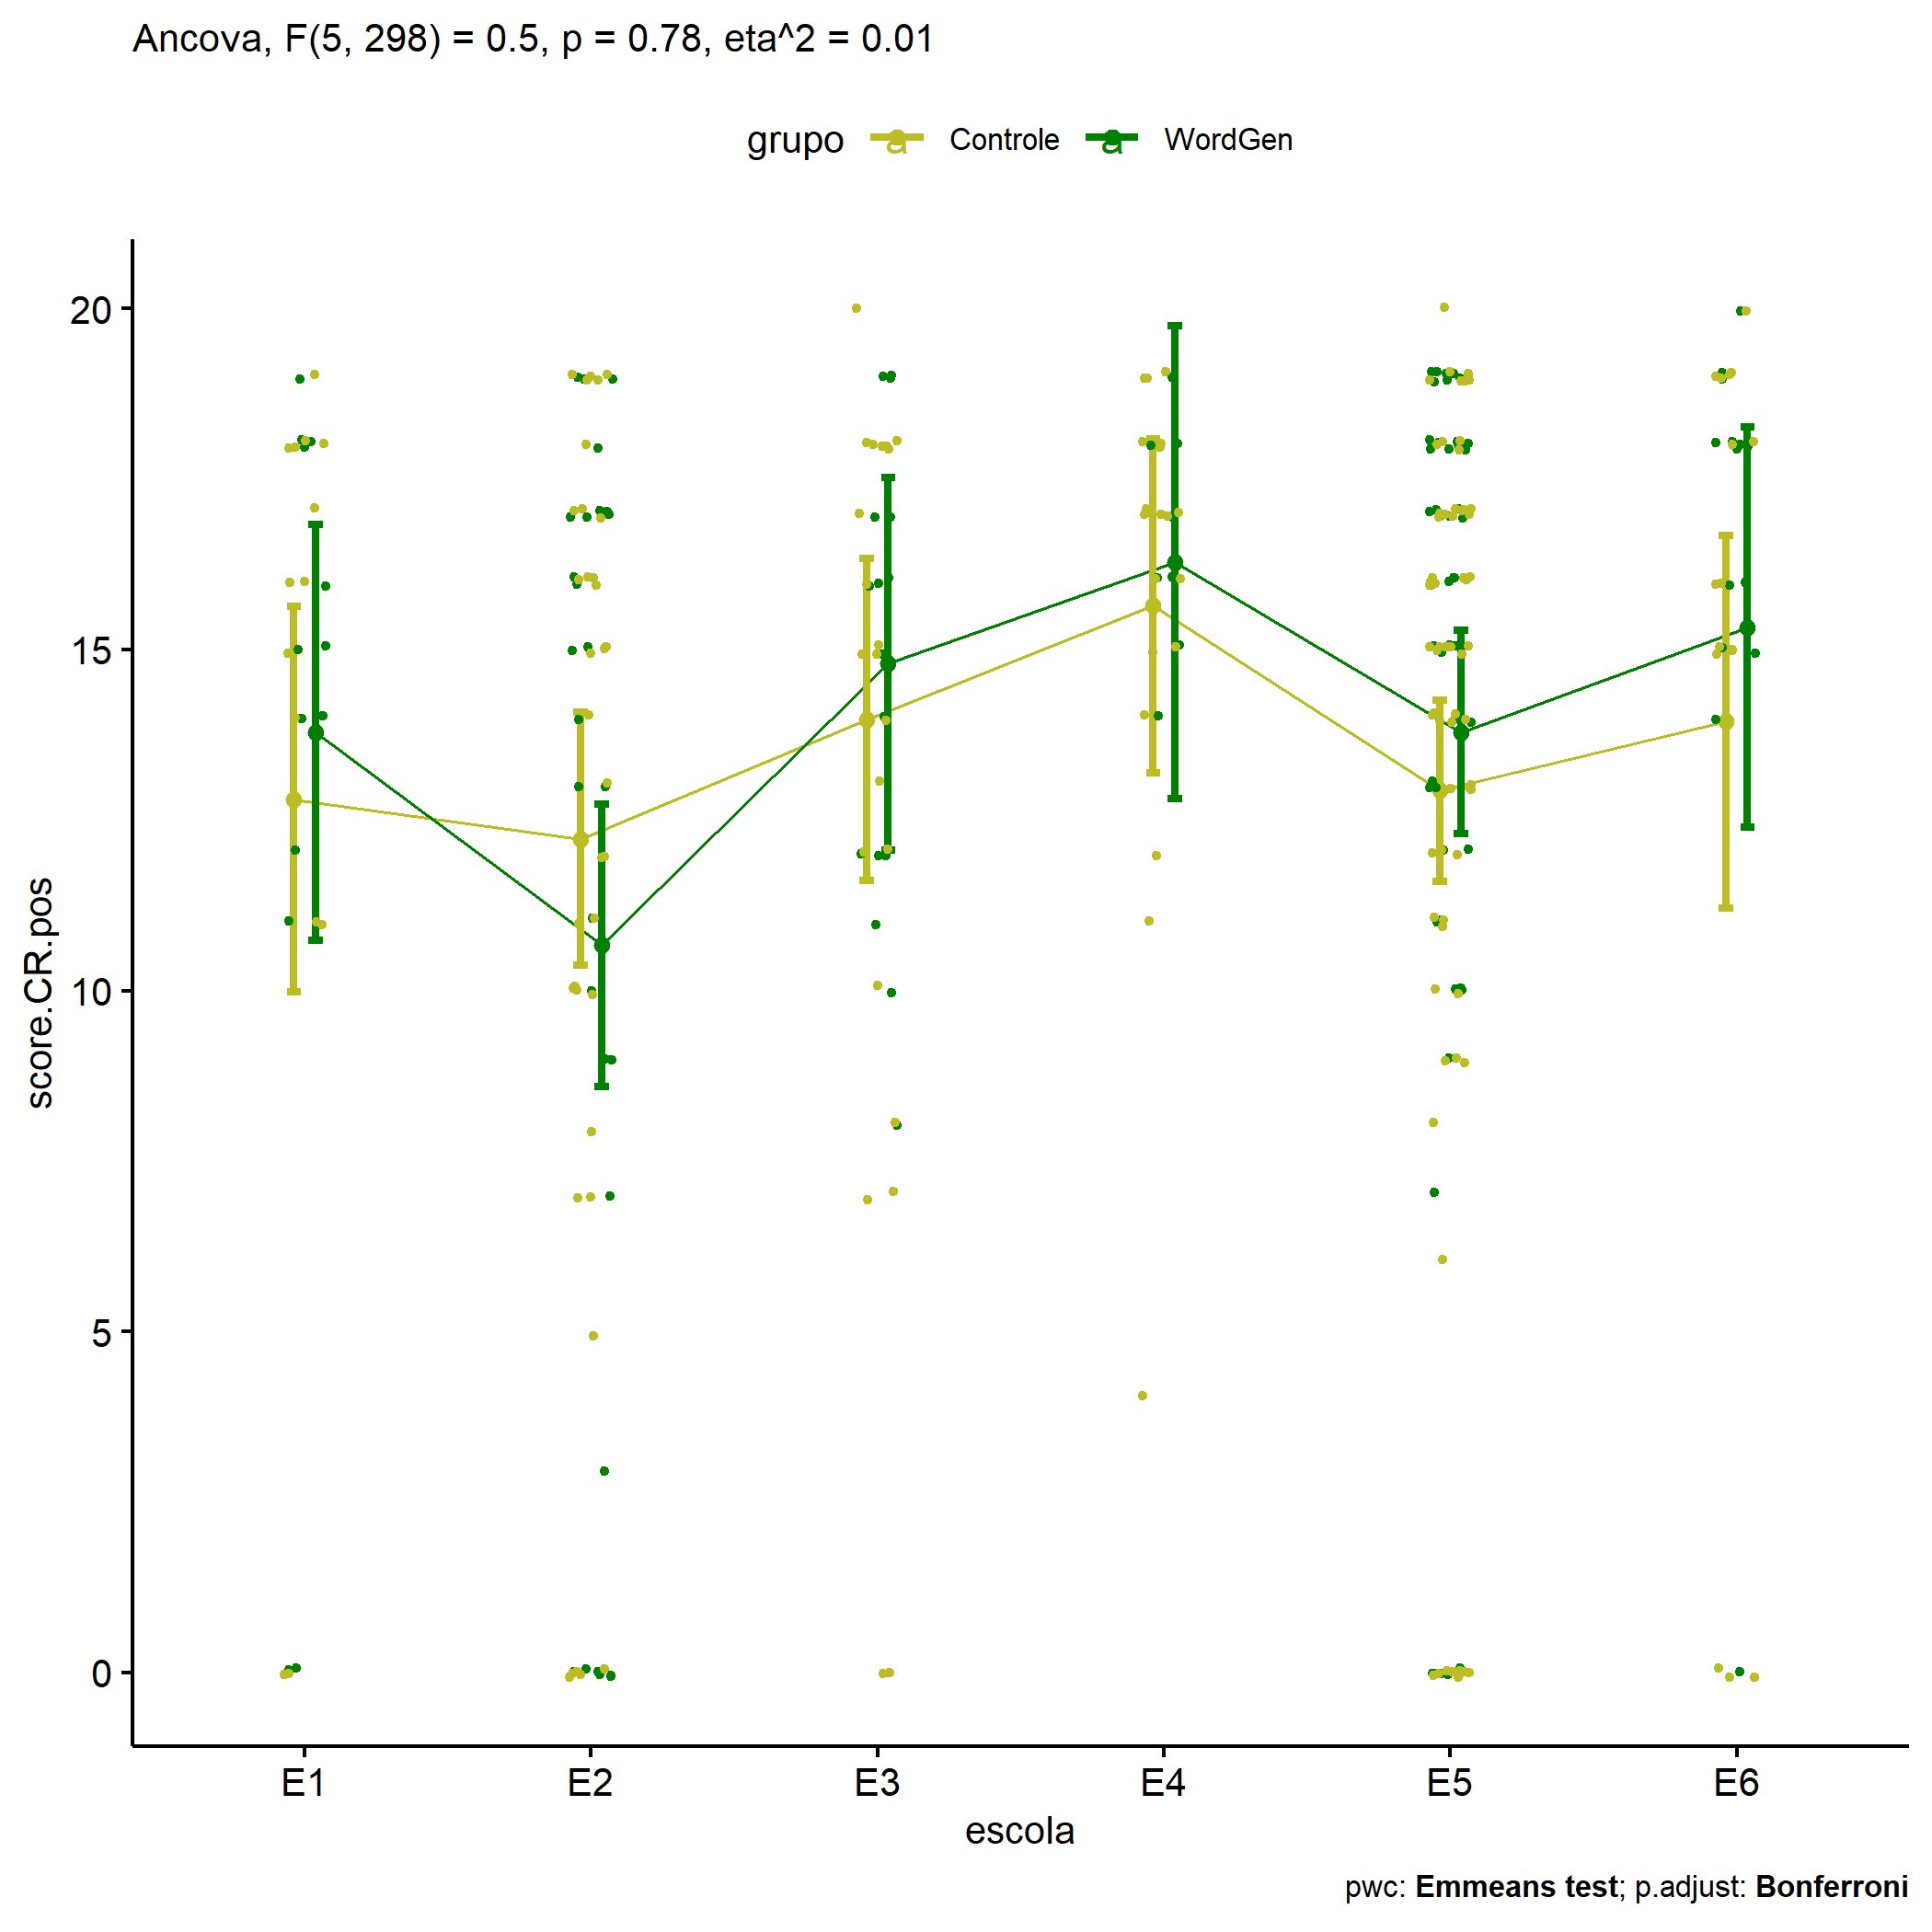 Ancova, F(5, 298) = 0.5, p = 0.78, eta^2 = 0.01
grupo a Controle a WordGen
20
15
10
5
0
score.CR.pos
E1 E2 E3 E4 E5 E6
escola
pwc: Emmeans test; p.adjust: Bonferroni